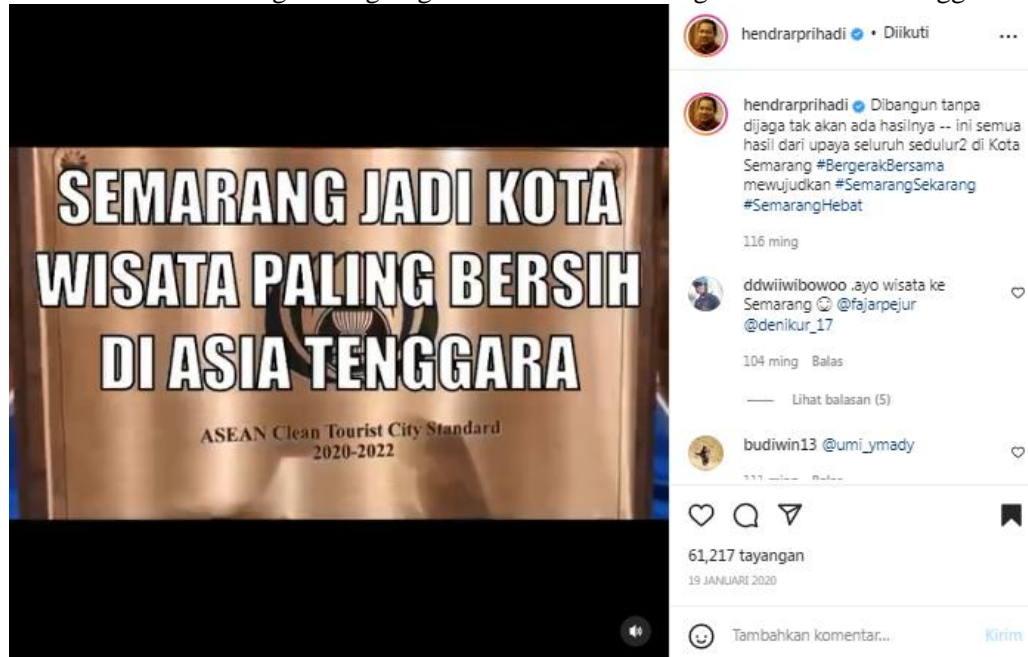 SEMARANG JADI KOTA
WISATA PALING BERSIH
DI ASIA TENGGARA
ASEAN Clean Tourist City Standard
2020-2022
hendrarprihadi • Diikuti
hendrarprihadi Dibangun tanpa
dijaga tak akan ada hasilnya -- ini semua
hasil dari upaya seluruh sedulur2 di Kota
Semarang #BergerakBersama
mewujudkan #SemarangSekarang
#SemarangHebat
116 ming
ddwiiwibowoo .ayo wisata ke
Semarang @fajarpejur
@denikur_17
104 ming Balas
Lihat balasan (5)
budiwin13 @umi_ymady
61,217 tayangan
19 JANUARI 2020
Tambahkan komentar...
Kirim